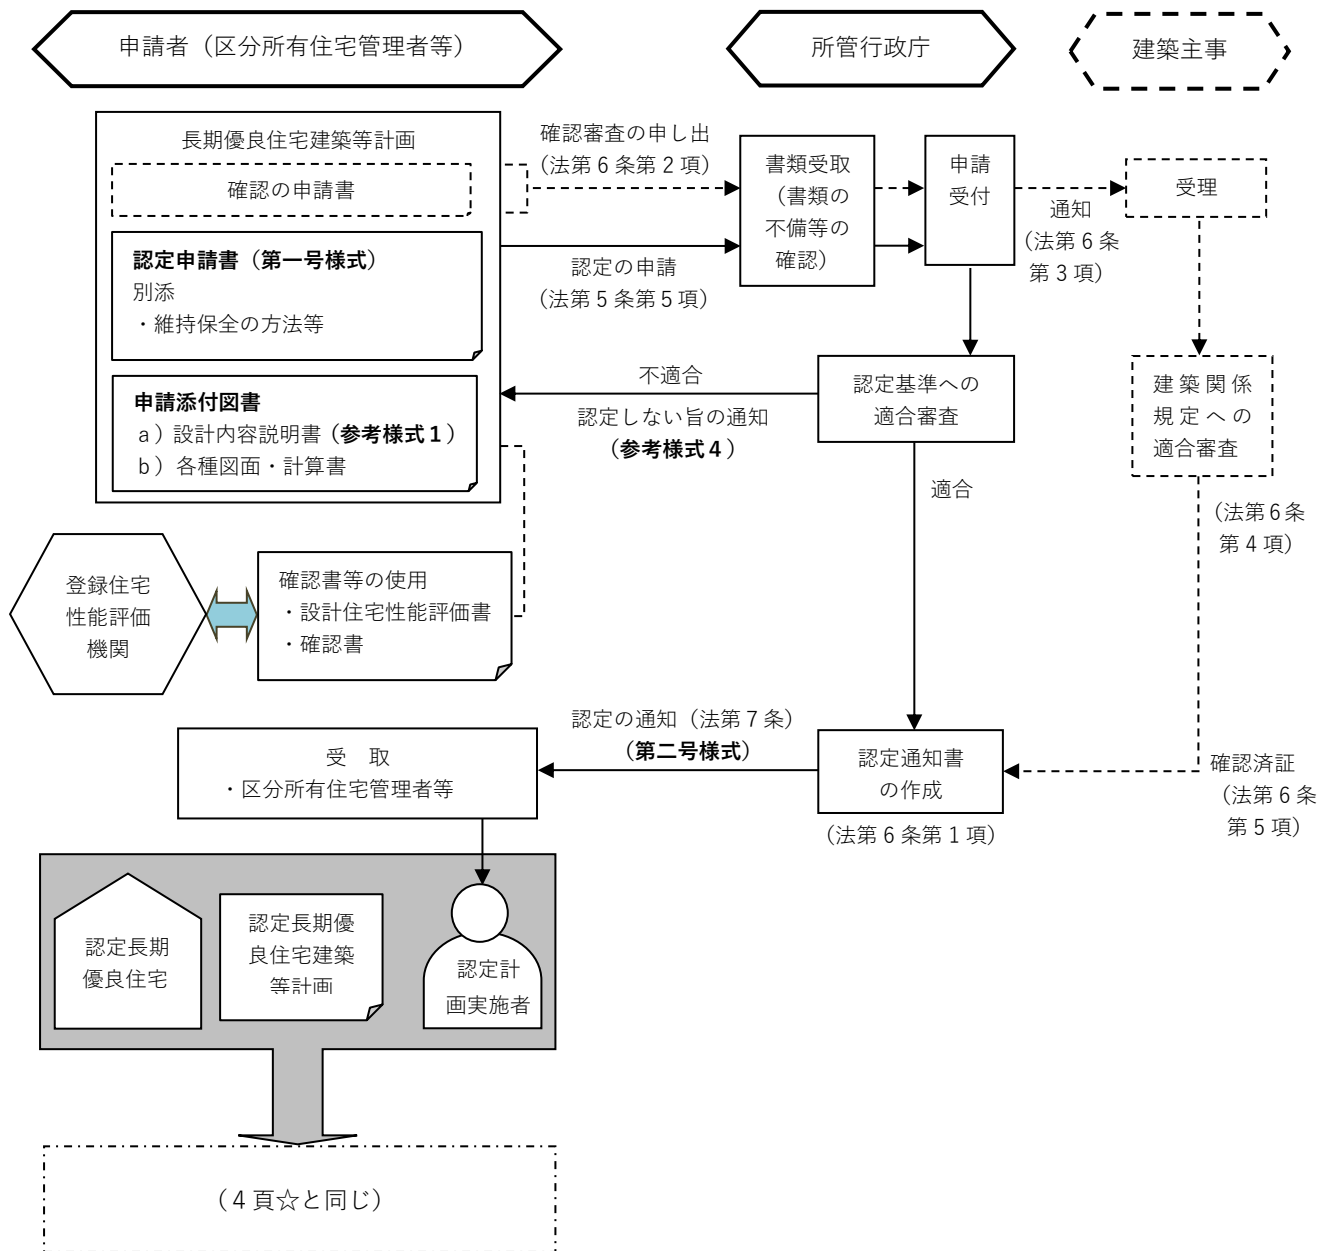 申請者（区分所有住宅管理者等）
所管行政庁
建築主事
長期優良住宅建築等計画
確認の申請書
認定申請書（第一号様式）
別添
・維持保全の方法等
申請添付図書
a）設計内容説明書（参考様式１）
b）各種図面・計算書
確認審査の申し出
（法第６条第２項）
認定の申請
（法第５条第５項）
書類受取
（書類の
不備等の
確認）
申請
受付
通知
（法第６条
第３項）
受理
不適合
認定しない旨の通知
（参考様式４）
認定基準への
適合審査
建築関係
規定への
適合審査
適合
（法第６条
第４項）
登録住宅
性能評価
機関
確認書等の使用
・設計住宅性能評価書
・確認書
認定の通知（法第７条）
（第二号様式）
受　取
・区分所有住宅管理者等
認定通知書
の作成
（法第６条第１項）
確認済証
（法第６条
第５項）
認定長期
優良住宅
認定長期優
良住宅建築
等計画
認定計
画実施者
（４頁☆と同じ）